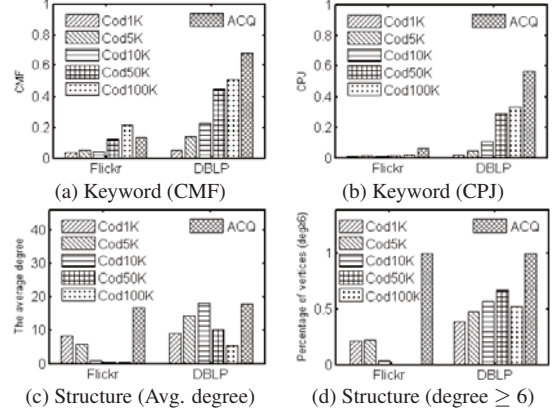 1
0.8
0.6
0.4
0.2
0
CMF
Cod1K
Cod5K
Cod10K
Cod50K
Cod100K
ACQ
Flickr
DBLP
(a) Keyword (CMF)
1
0.8
0.6
0.4
0.2
0
CPJ
Cod1K
Cod5K
Cod10K
Cod50K
Cod100K
ACQ
Flickr
DBLP
(b) Keyword (CPJ)
40
30
20
10
0
The average degree
Cod1K
Cod5K
Cod10K
Cod50K
Cod100K
ACQ
Flickr
DBLP
(c) Structure (Avg. degree)
1
0.5
0
Percentage of vertices (deg≥6)
Cod1K
Cod5K
Cod10K
Cod50K
Cod100K
ACQ
Flickr
DBLP
(d) Structure (degree ≥ 6)